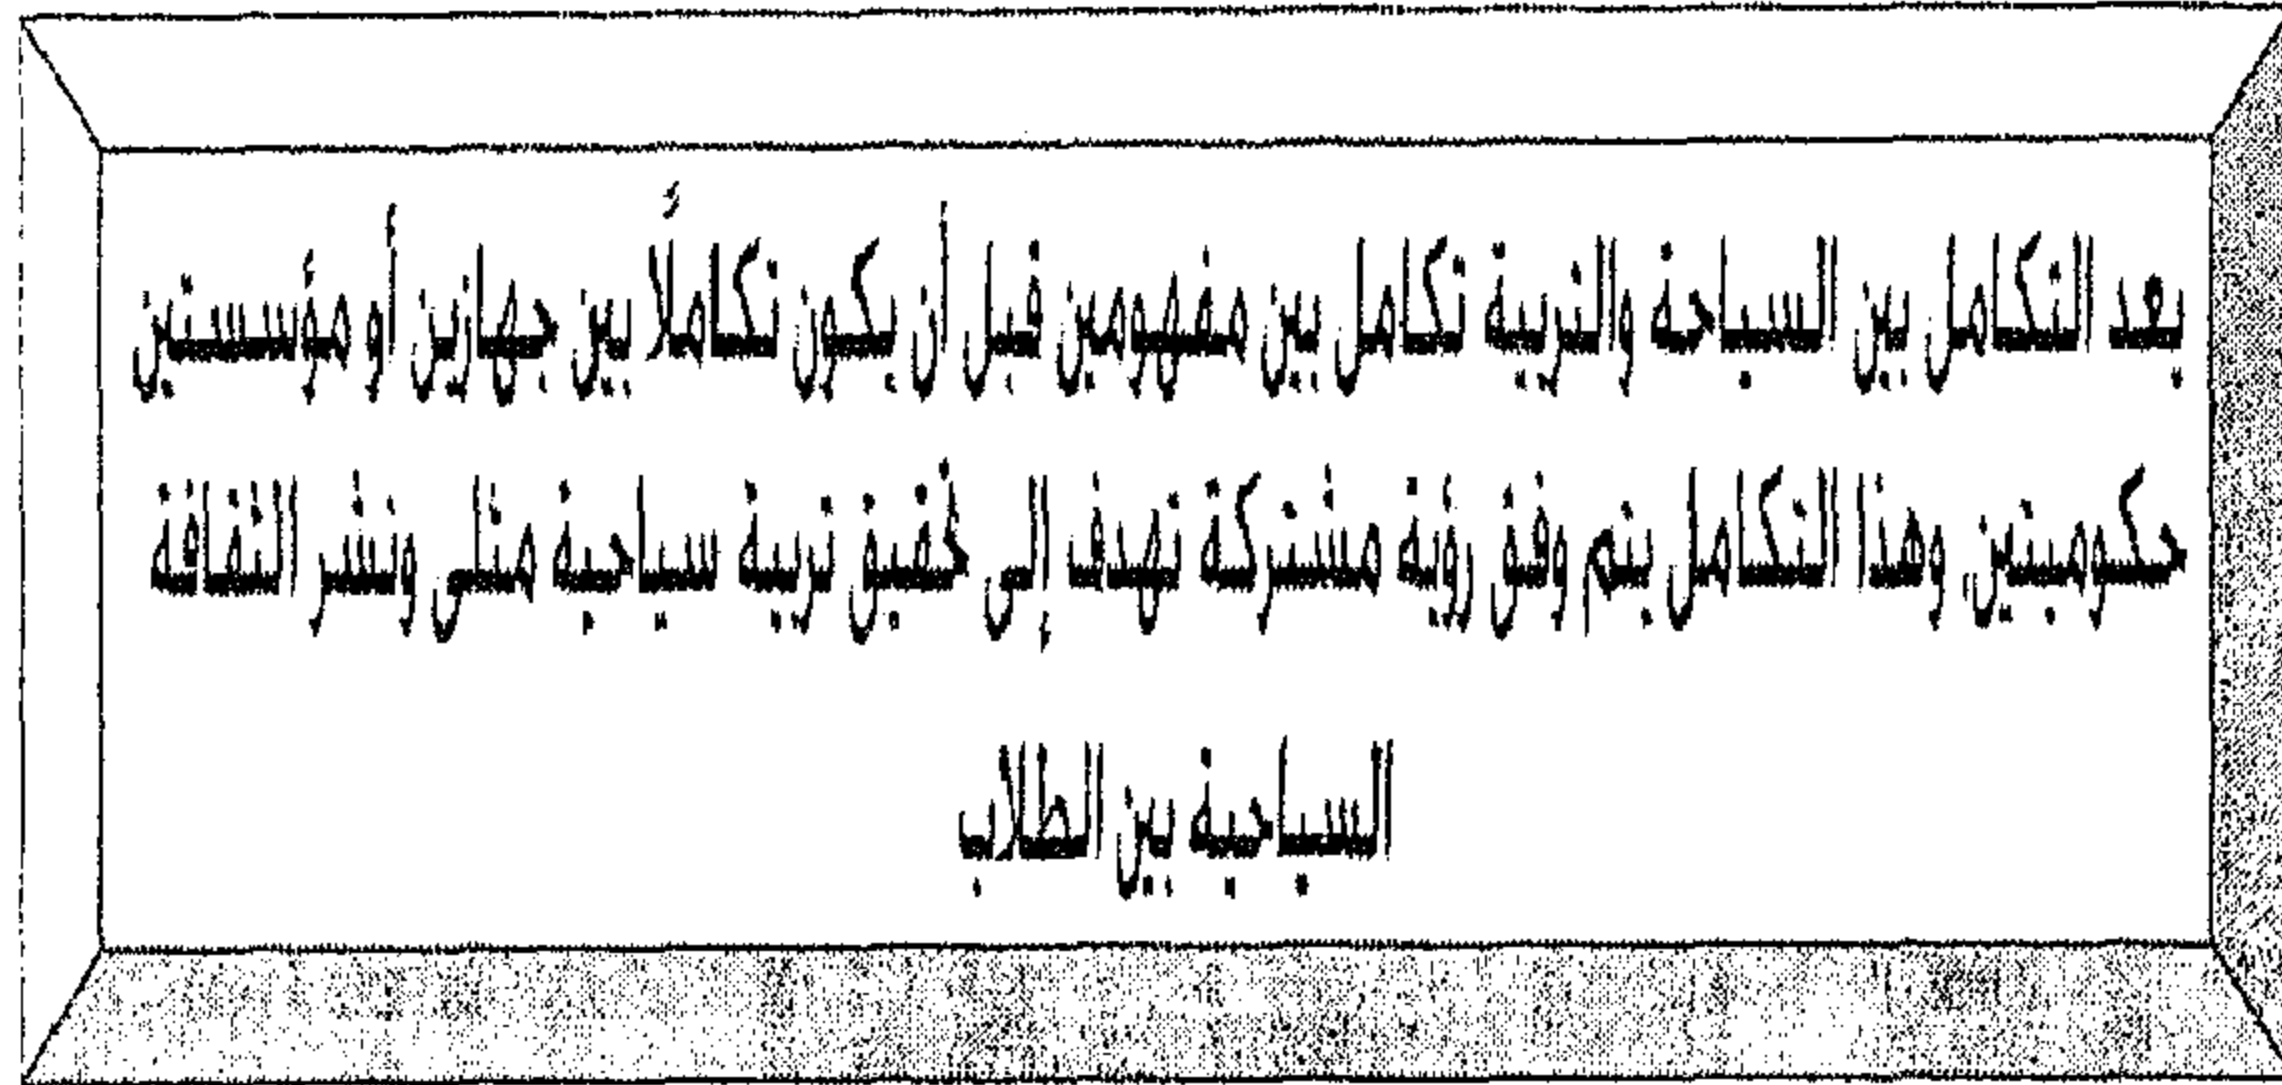 يعد التكامل بين السياحة والتربية تكامل بين مفهومين قبل أن يكون تكاملاً بين جهازين أو مؤسستين
حكوميتين، وهذا التكامل يتم وفق رؤية مشتركة تهدف إلى تحقيق تربية سياحية مثلى ونشر الثقافة
السياحية بين الطلاب